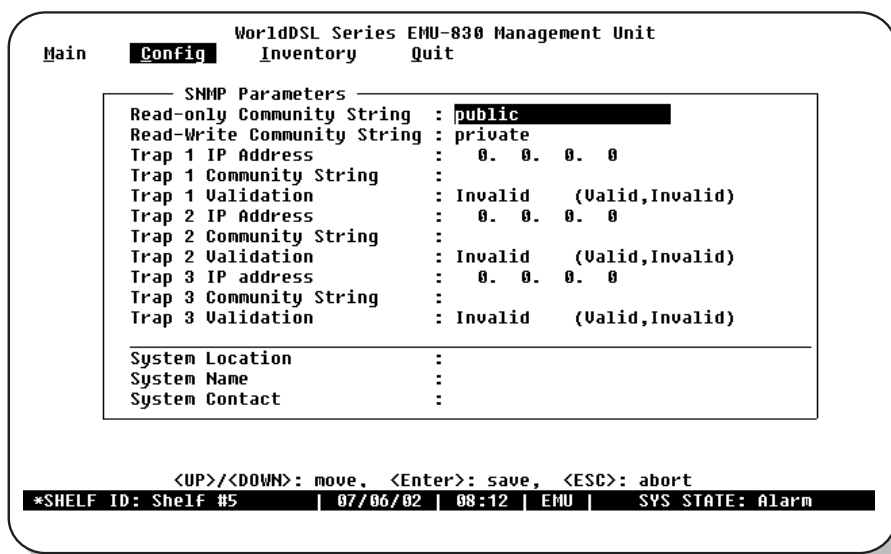 WorldDSL Series EMU-830 Management Unit
Main Config Inventory Quit
SNMP Parameters
Read-only Community String : public
Read-Write Community String : private
Trap 1 IP Address : 0. 0. 0. 0
Trap 1 Community String :
Trap 1 Validation : Invalid (Valid,Invalid)
Trap 2 IP Address : 0. 0. 0. 0
Trap 2 Community String :
Trap 2 Validation : Invalid (Valid,Invalid)
Trap 3 IP address : 0. 0. 0. 0
Trap 3 Community String :
Trap 3 Validation : Invalid (Valid,Invalid)
System Location :
System Name :
System Contact :
<UP>/<DOWN>: move, <Enter>: save, <ESC>: abort
*SHELF ID: Shelf #5 | 07/06/02 | 08:12 | EMU | SYS STATE: Alarm